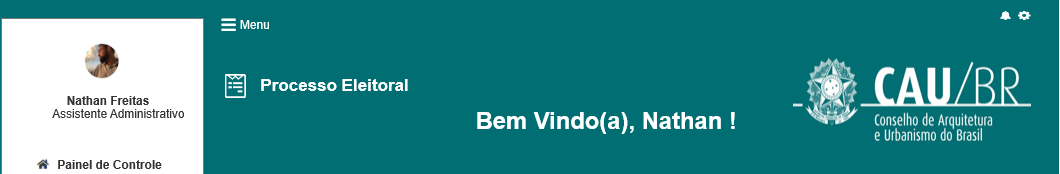 Menu
Processo Eleitoral
Bem Vindo(a), Nathan !
CAU/BR
Conselho de Arquitetura
e Urbanismo do Brasil
Nathan Freitas
Assistente Administrativo
Painel de Controle